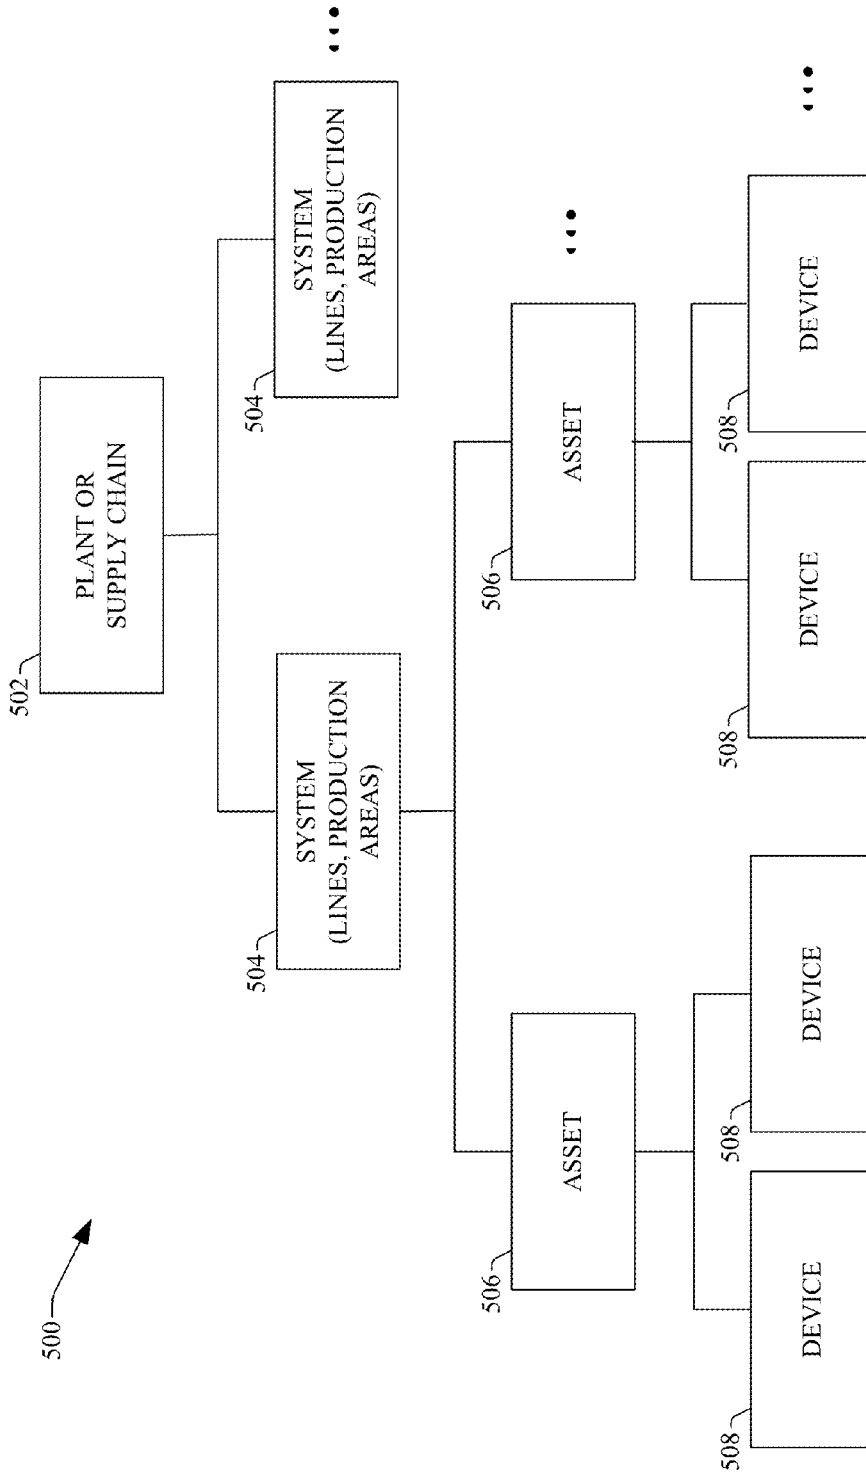 500
502
PLANT OR
SUPPLY CHAIN
504
SYSTEM
(LINES, PRODUCTION
AREAS)
504
SYSTEM
(LINES, PRODUCTION
AREAS)
506
ASSET
506
ASSET
508
DEVICE
508
DEVICE
508
DEVICE
508
DEVICE